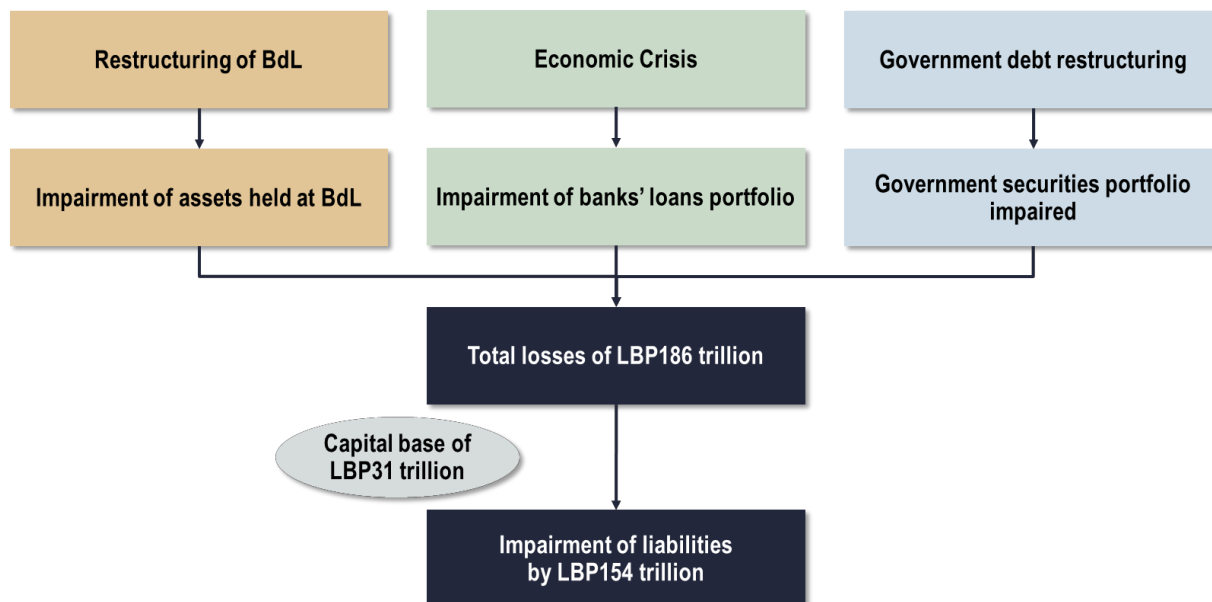 Restructuring of BdL
Economic Crisis
Government debt restructuring
Impairment of assets held at BdL
Impairment of banks' loans portfolio
Government securities portfolio
impaired
Total losses of LBP186 trillion
Capital base of
LBP31 trillion
Impairment of liabilities
by LBP154 trillion